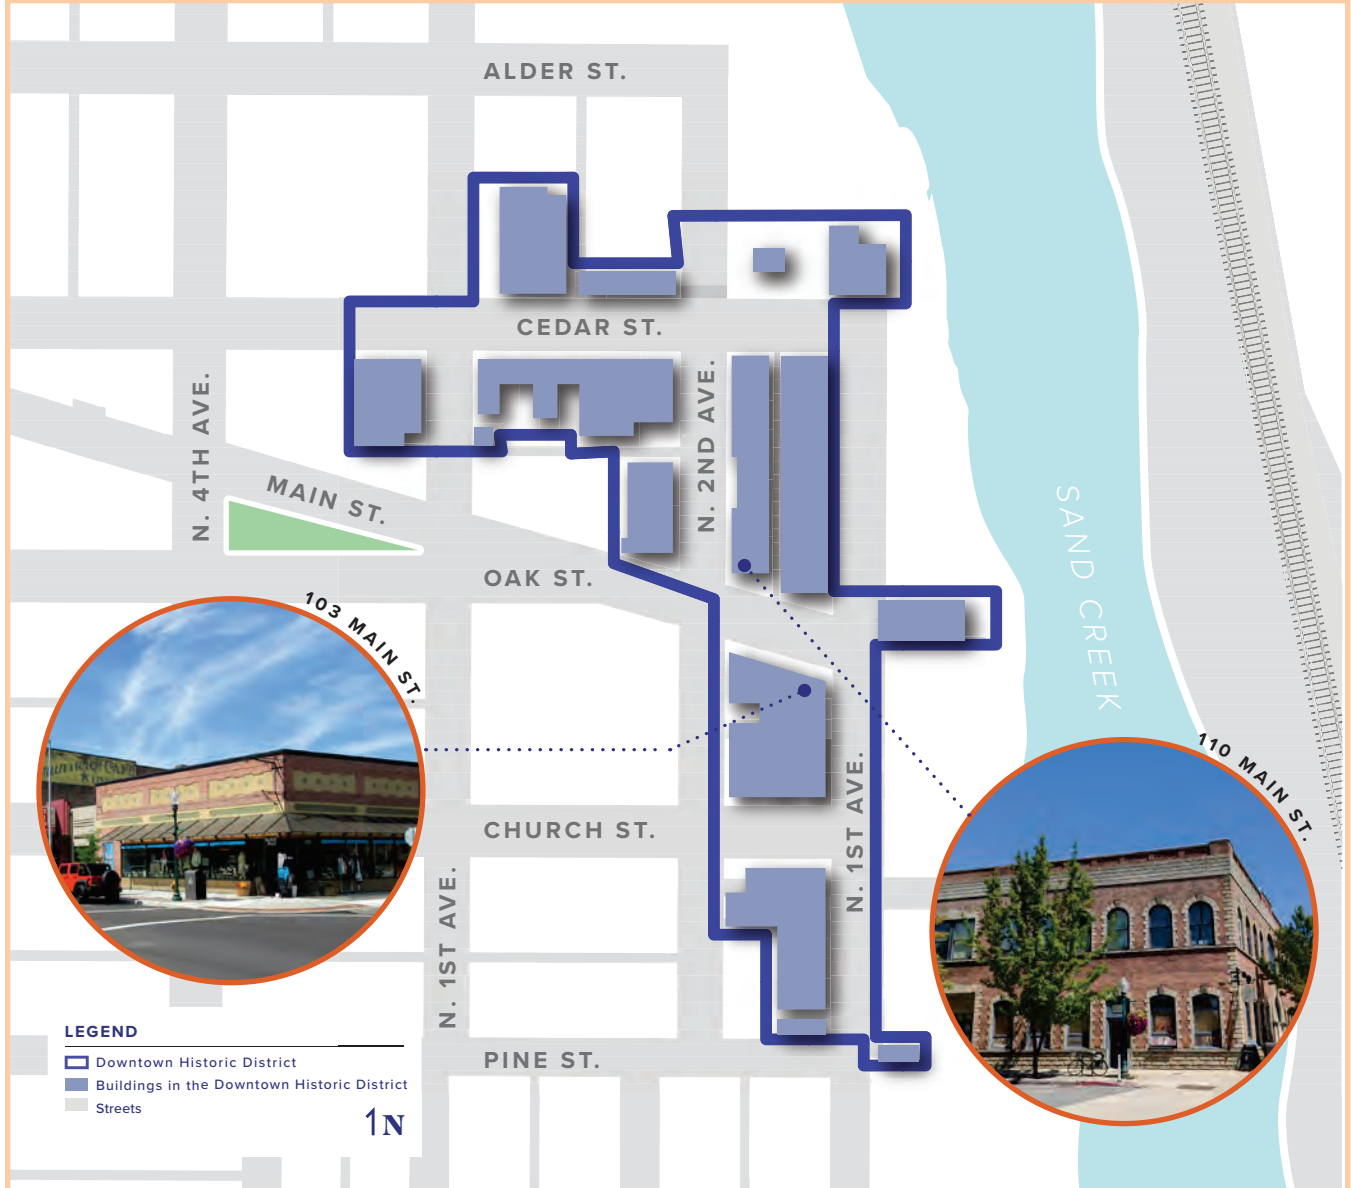 ALDER ST.
CEDAR ST.
N. 4TH AVE.
N. 2ND AVE.
MAIN ST.
SAND CREEK
OAK ST.
103 MAIN ST.
110 MAIN ST.
N. 1ST AVE.
CHURCH ST.
N. 1ST AVE.
LEGEND
Downtown Historic District
Buildings in the Downtown Historic District
Streets
N
PINE ST.